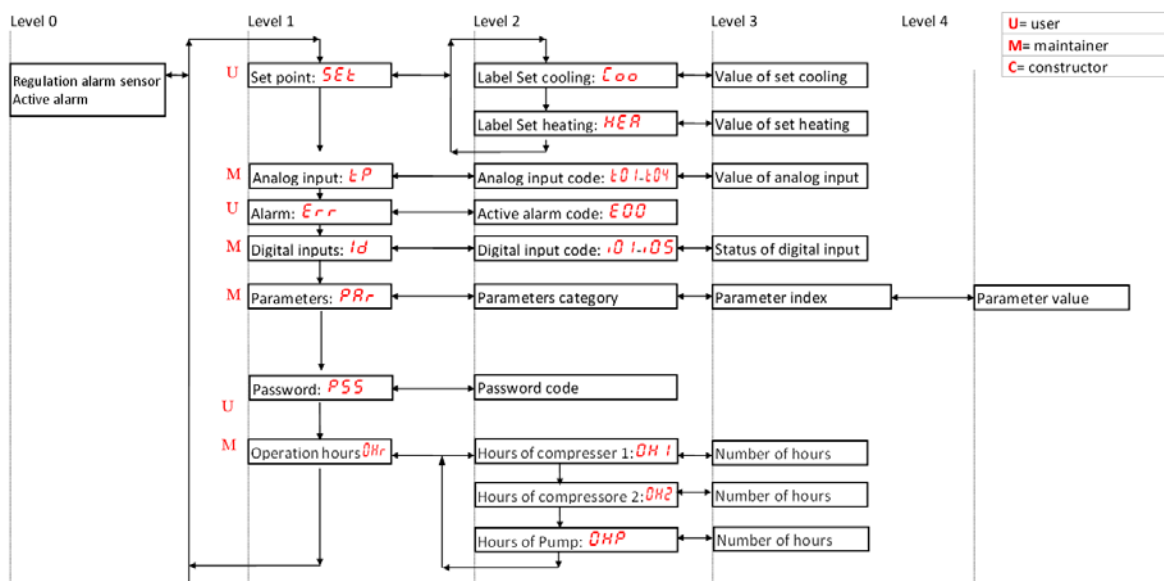 Level 0 Level 1 Level 2 Level 3 Level 4
U= user
M= maintainer
C= constructor
Regulation alarm sensor
Active alarm
U Set point: SEt Label Set cooling: Coo Value of set cooling
Label Set heating: HEA Value of set heating
M Analog input: tP Analog input code: t01-t04 Value of analog input
U Alarm: Err Active alarm code: E00
M Digital inputs: Id Digital input code: i01-i05 Status of digital input
M Parameters: PAr Parameters category Parameter index Parameter value
Password: PSS Password code
U
M Operation hours 0Hr Hours of compresser 1: 0H1 Number of hours
Hours of compressore 2: 0H2 Number of hours
Hours of Pump: 0HP Number of hours